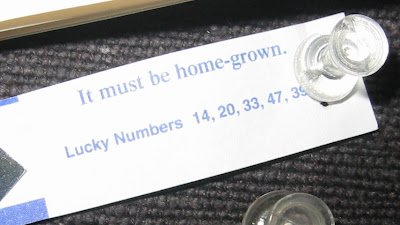 It must be home-grown.
Lucky Numbers 14, 20, 33, 47, 39